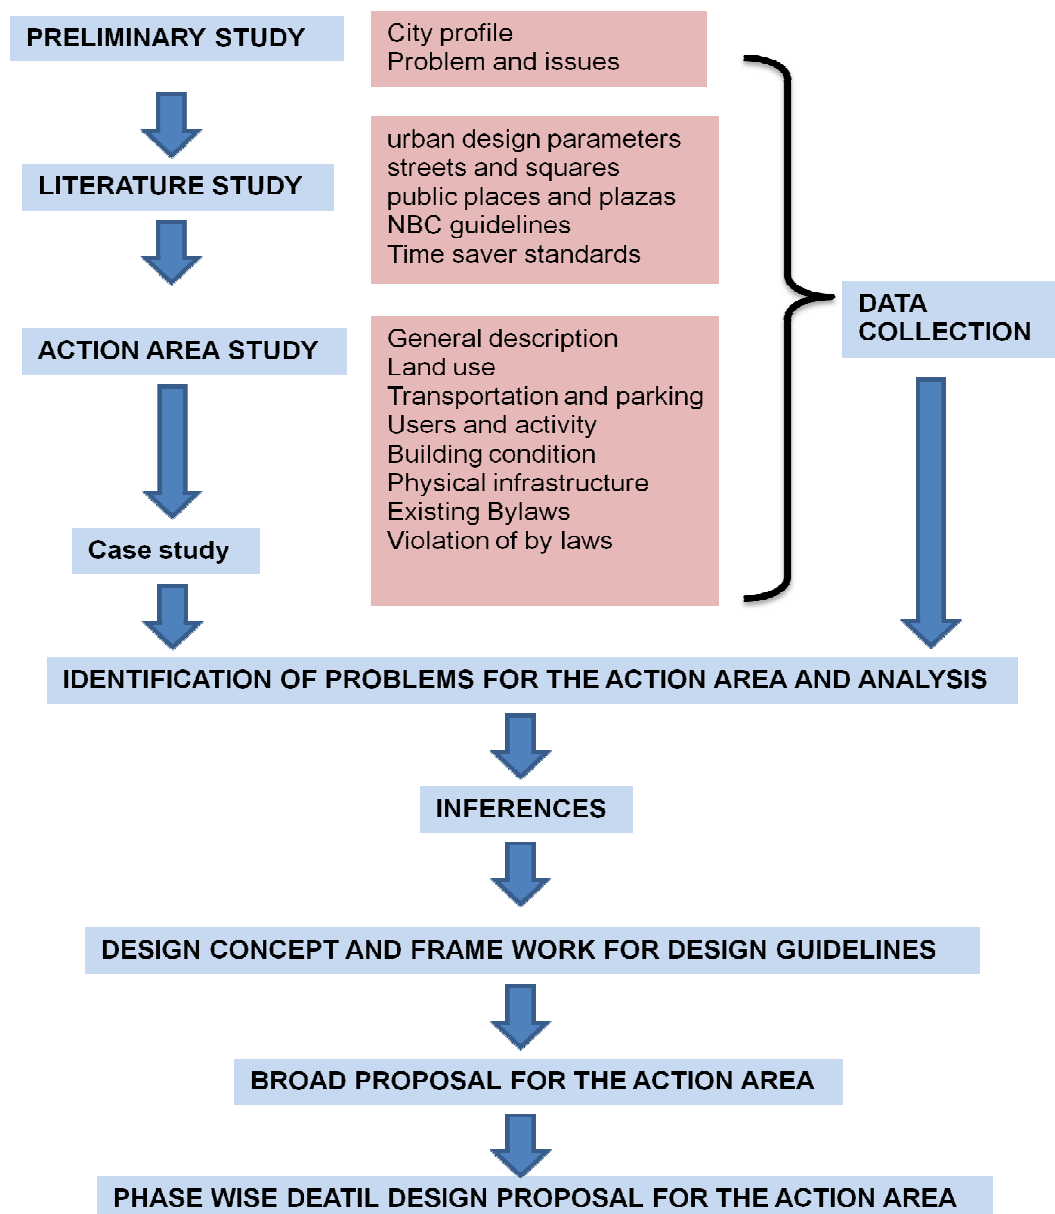 PRELIMINARY STUDY
City profile
Problem and issues
LITERATURE STUDY
urban design parameters
streets and squares
public places and plazas
NBC guidelines
Time saver standards
ACTION AREA STUDY
General description
Land use
Transportation and parking
Users and activity
Building condition
Physical infrastructure
Existing Bylaws
Violation of by laws
DATA
COLLECTION
Case study
IDENTIFICATION OF PROBLEMS FOR THE ACTION AREA AND ANALYSIS
INFERENCES
DESIGN CONCEPT AND FRAME WORK FOR DESIGN GUIDELINES
BROAD PROPOSAL FOR THE ACTION AREA
PHASE WISE DEATIL DESIGN PROPOSAL FOR THE ACTION AREA